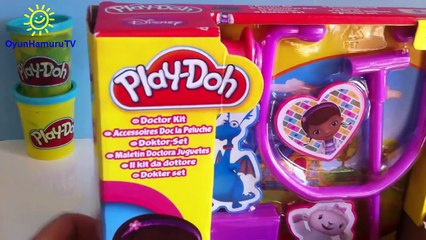 OyunHamuruTV
Disney
PLAY-DOH
• Doctor Kit
• Accessoires Doc la Peluche
• Doktor-Set
• Maletín Doctora Juguetes
• Il kit da dottore
• Dokter set
Play-Doh
Play-Doh